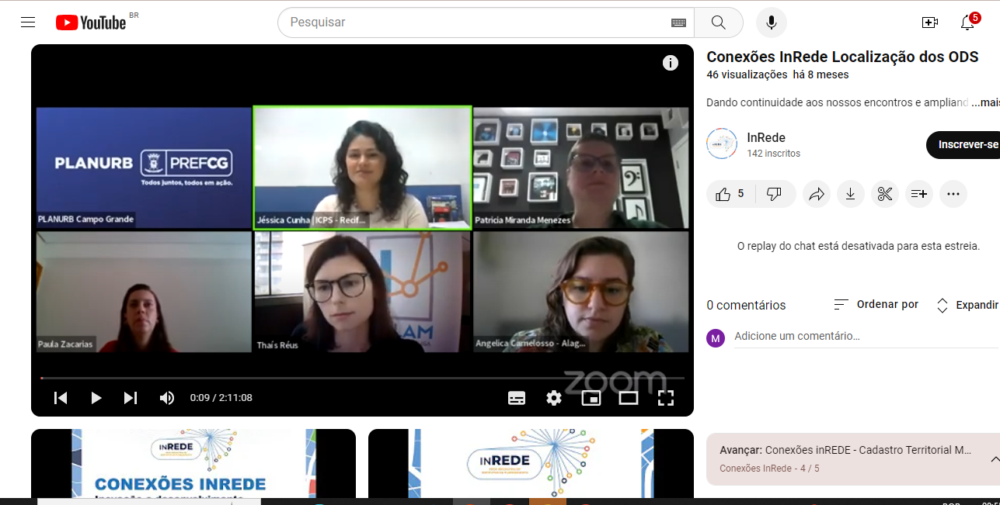 YouTube BR
Pesquisar
5
PLANURB PREFCG
Todos juntos, todos em ação.
PLANURB Campo Grande
Jéssica Cunha | ICPS - Recif...
Patricia Miranda Menezes
Paula Zacarias
Thaís Réus
Angelica Carnelosso - Alag...
LAM
zoom
0:09 / 2:11:08
Conexões InRede Localização dos ODS
46 visualizações há 8 meses
Dando continuidade aos nossos encontros e ampliand ...mais
InRede
142 inscritos
Inscrever-se
5
O replay do chat está desativada para esta estreia.
0 comentários
Ordenar por
Expandir
M
Adicione um comentário...
Avançar: Conexões inREDE - Cadastro Territorial M...
Conexões InRede - 4 / 5
INREDE
CONEXÕES INREDE
INREDE